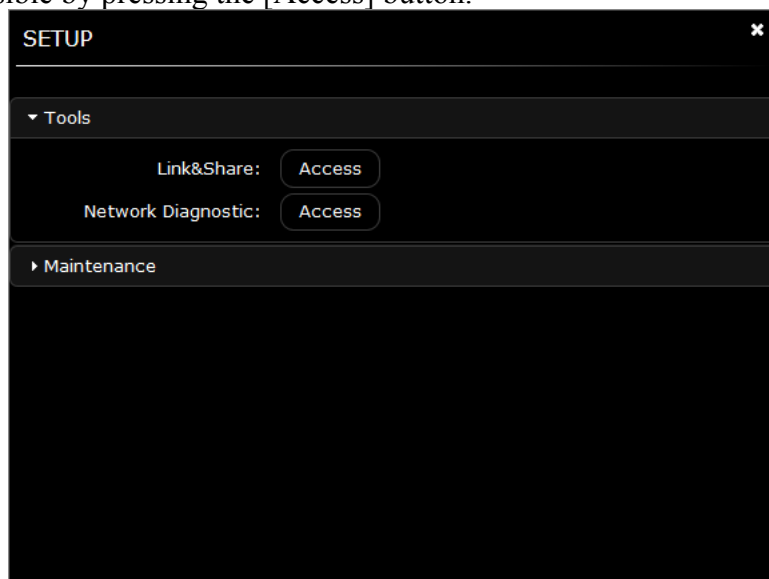 by pressing the [Access] button.
SETUP
Tools
Link&Share: Access
Network Diagnostic: Access
Maintenance